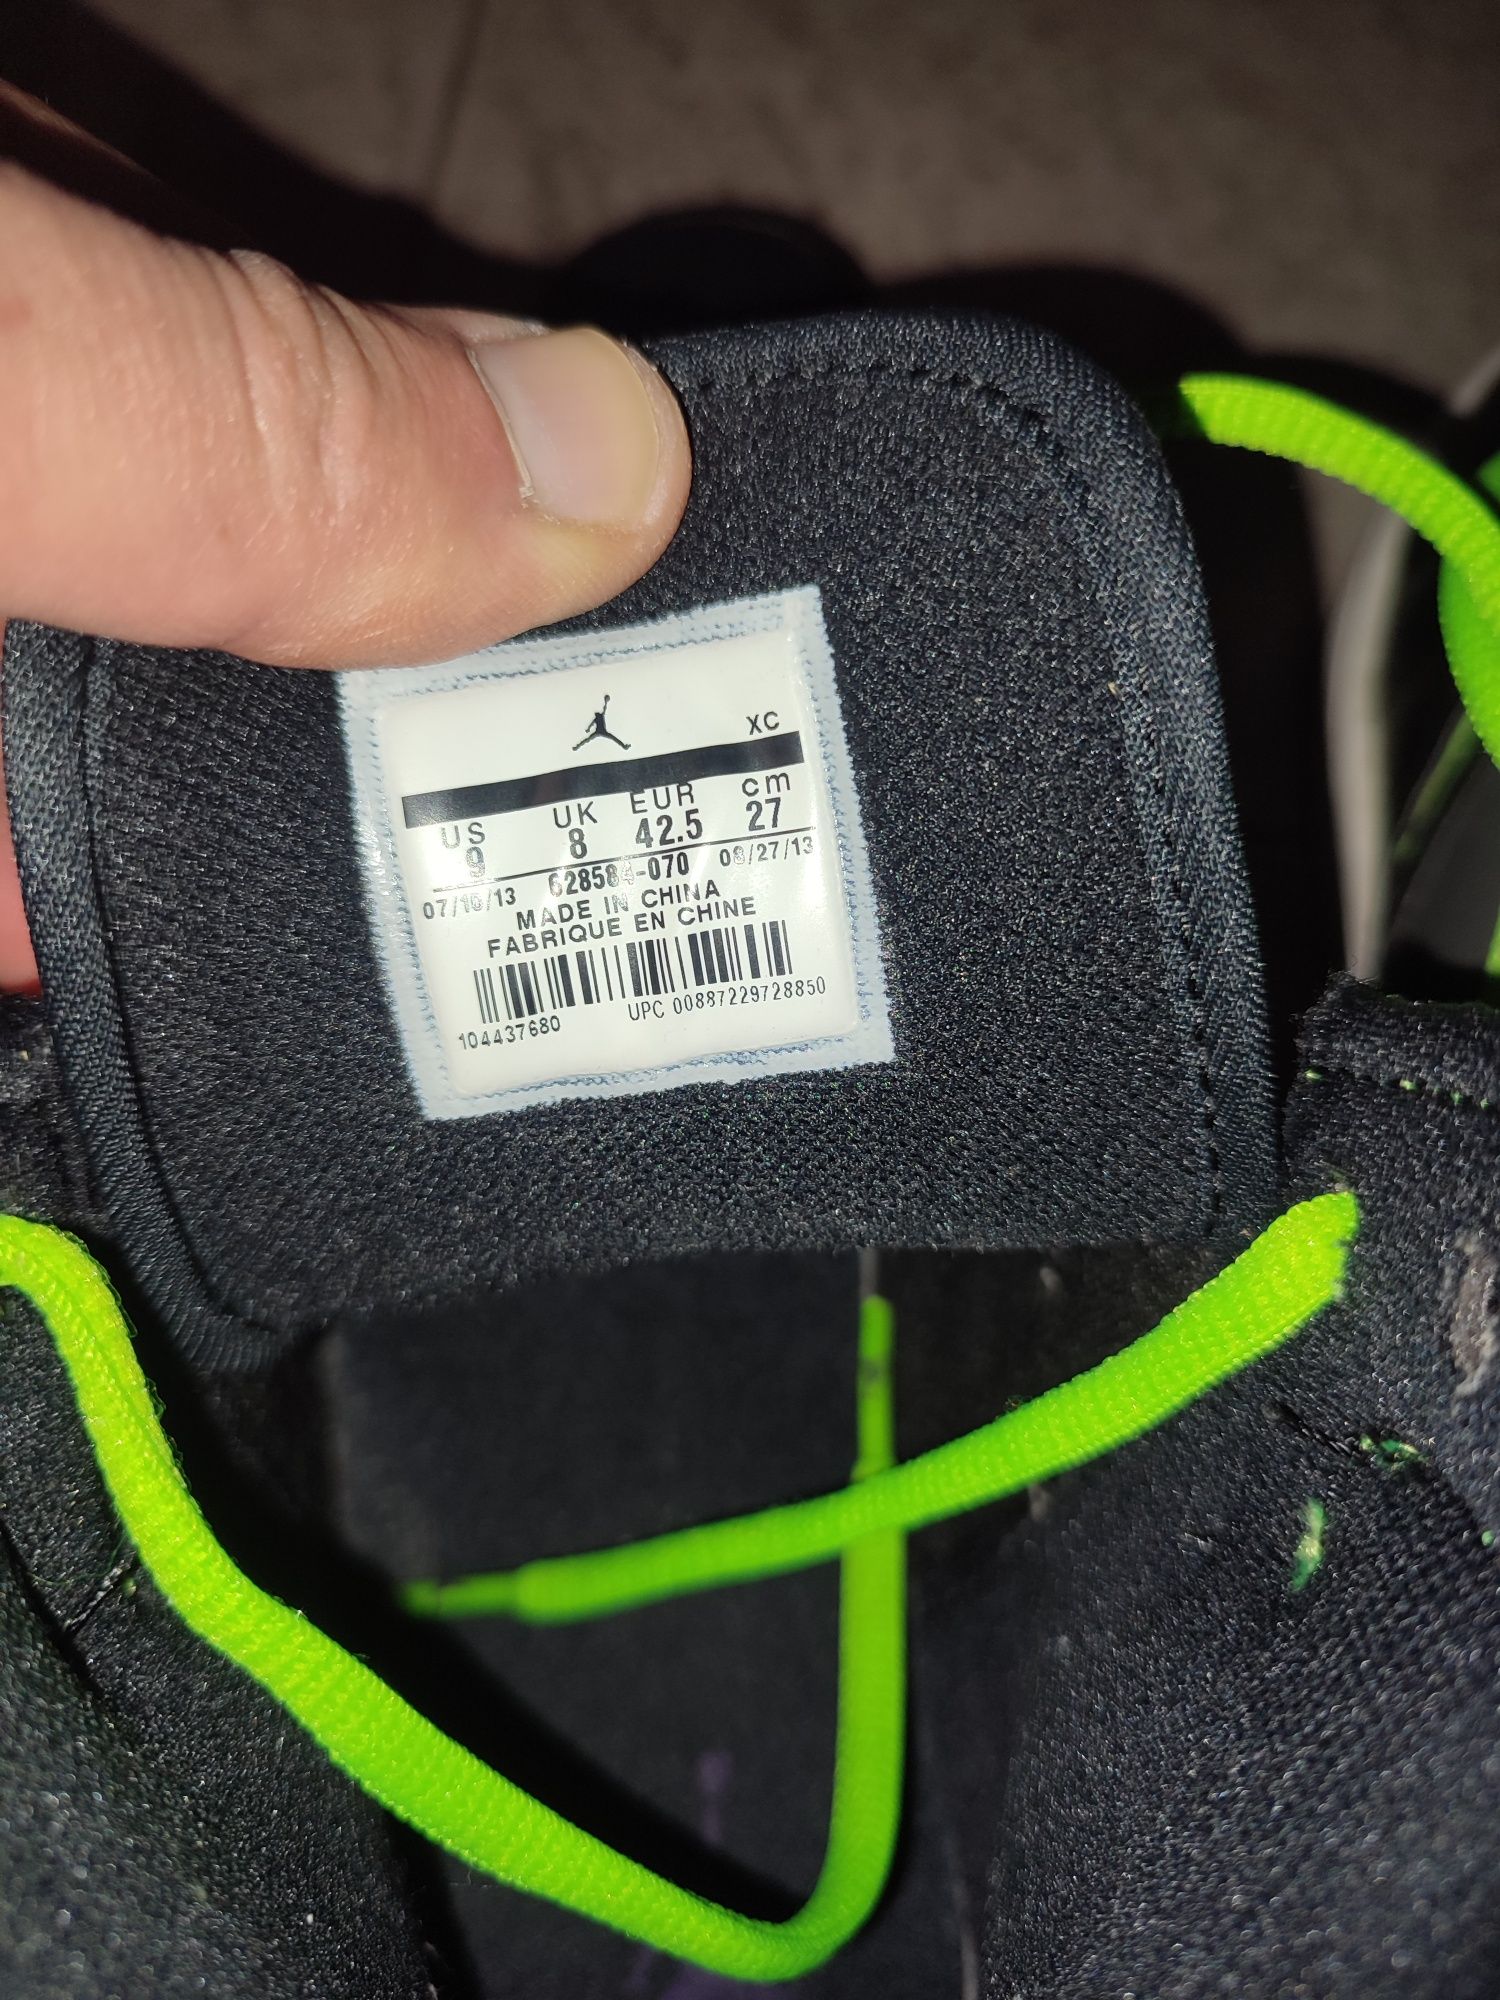 XC
US UK EUR cm
9 8 42.5 27
07/10/13 628584-070 08/27/13
MADE IN CHINA
FABRIQUE EN CHINE
104437680 UPC 00887229728850